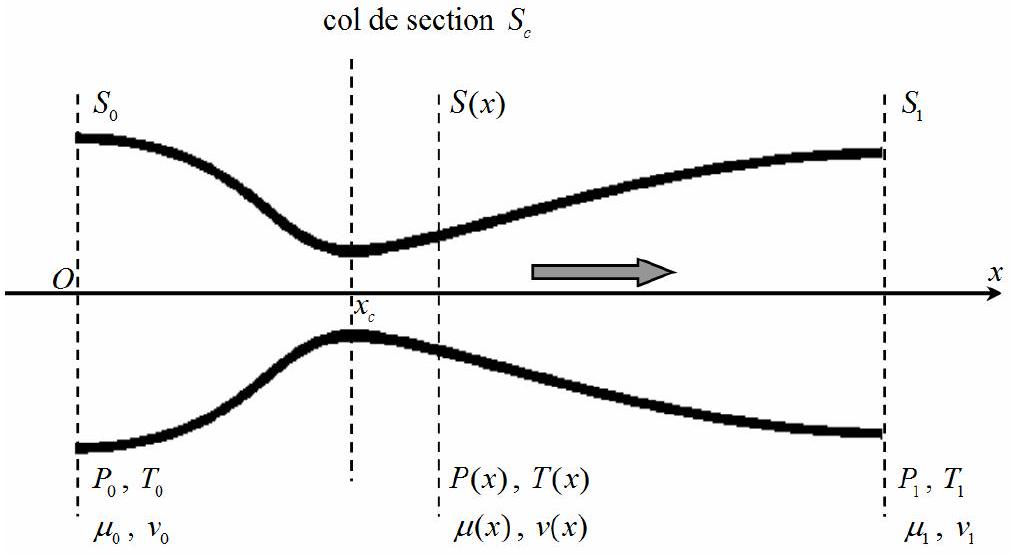 col de section S_c
S_0 S(x) S_1
O x
x_c
P_0 , T_0 P(x) , T(x) P_1 , T_1
μ_0 , v_0 μ(x) , v(x) μ_1 , v_1